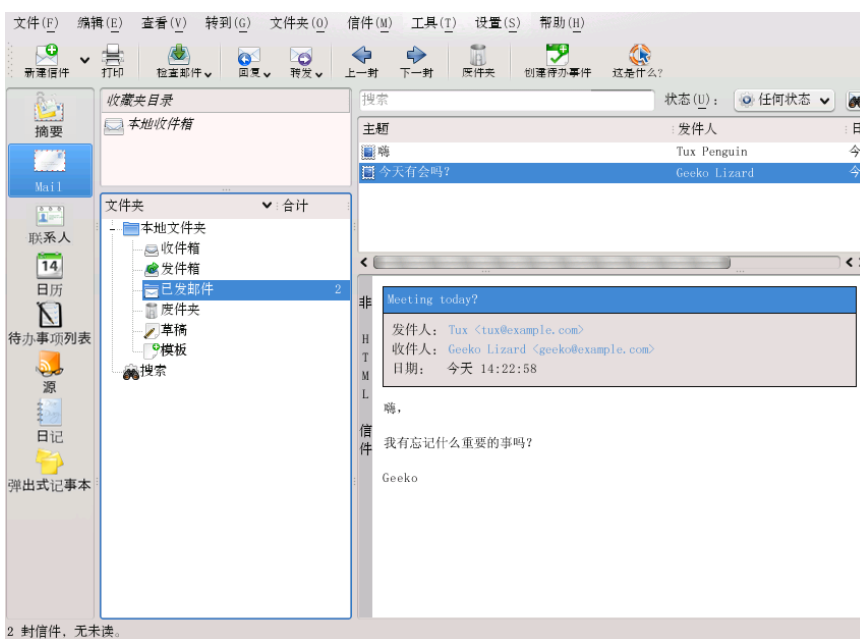 文件(F) 编辑(E) 查看(V) 转到(G) 文件夹(O) 信件(M) 工具(T) 设置(S) 帮助(H)
新建信件 打印 检查邮件 回复 转发 上一封 下一封 废件夹 创建待办事件 这是什么?
摘要
Mail
联系人
14
日历
待办事项列表
源
日记
弹出式记事本
收藏夹目录
本地收件箱
文件夹 合计
本地文件夹
收件箱
发件箱
已发邮件 2
废件夹
草稿
模板
搜索
搜索 状态(U): 任何状态
主题 发件人 日
嗨 Tux Penguin 今
今天有会吗? Geeko Lizard 今
非 HTML 信件
Meeting today?
发件人: Tux <tux@example.com>
收件人: Geeko Lizard <geeko@example.com>
日期: 今天 14:22:58
嗨,
我有忘记什么重要的事吗?
Geeko
2 封信件, 无未读。